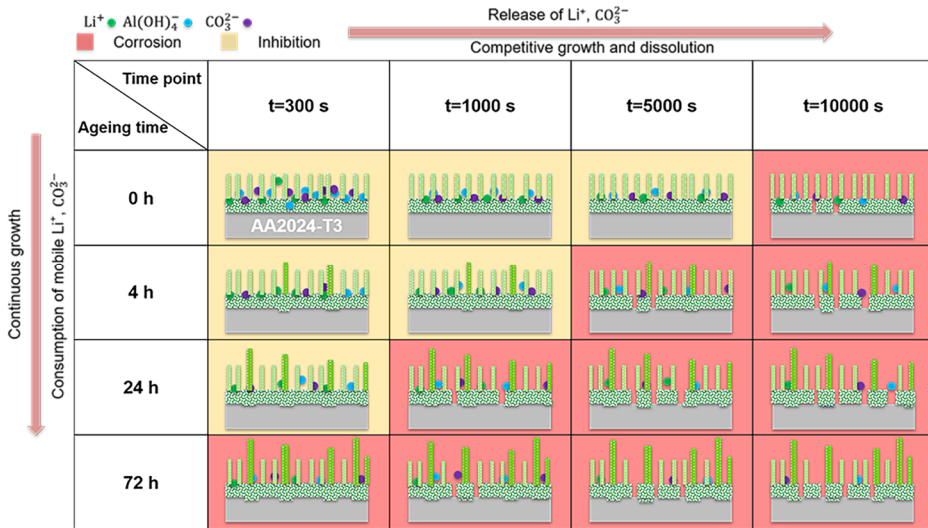 Li⁺ Al(OH)₄⁻ CO₃²⁻
Corrosion Inhibition
Release of Li⁺, CO₃²⁻
Competitive growth and dissolution
Time point
Ageing time
t=300 s t=1000 s t=5000 s t=10000 s
0 h
AA2024-T3
4 h
24 h
72 h
Continuous growth
Consumption of mobile Li⁺, CO₃²⁻